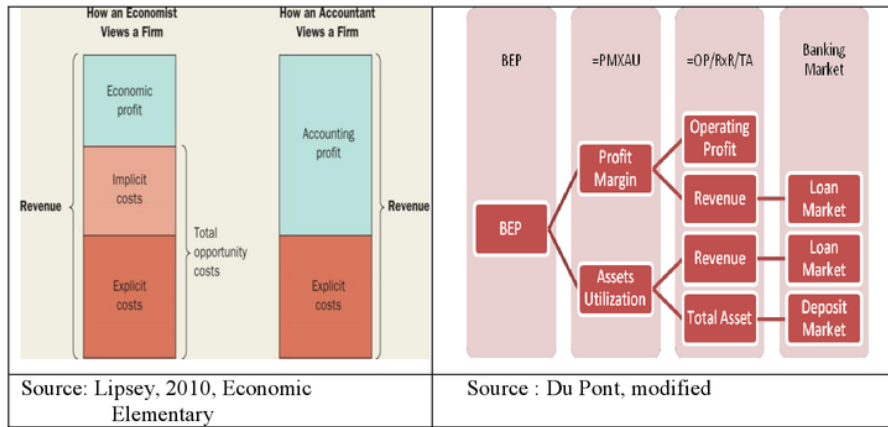 How an Economist
Views a Firm
How an Accountant
Views a Firm
Revenue
Economic
profit
Implicit
costs
Explicit
costs
Total
opportunity
costs
Accounting
profit
Explicit
costs
Revenue
BEP
=PMXAU
=OP/RxR/TA
Banking
Market
BEP
Profit
Margin
Assets
Utilization
Operating
Profit
Revenue
Revenue
Total Asset
Loan
Market
Loan
Market
Deposit
Market
Source: Lipsey, 2010, Economic
Elementary
Source : Du Pont, modified